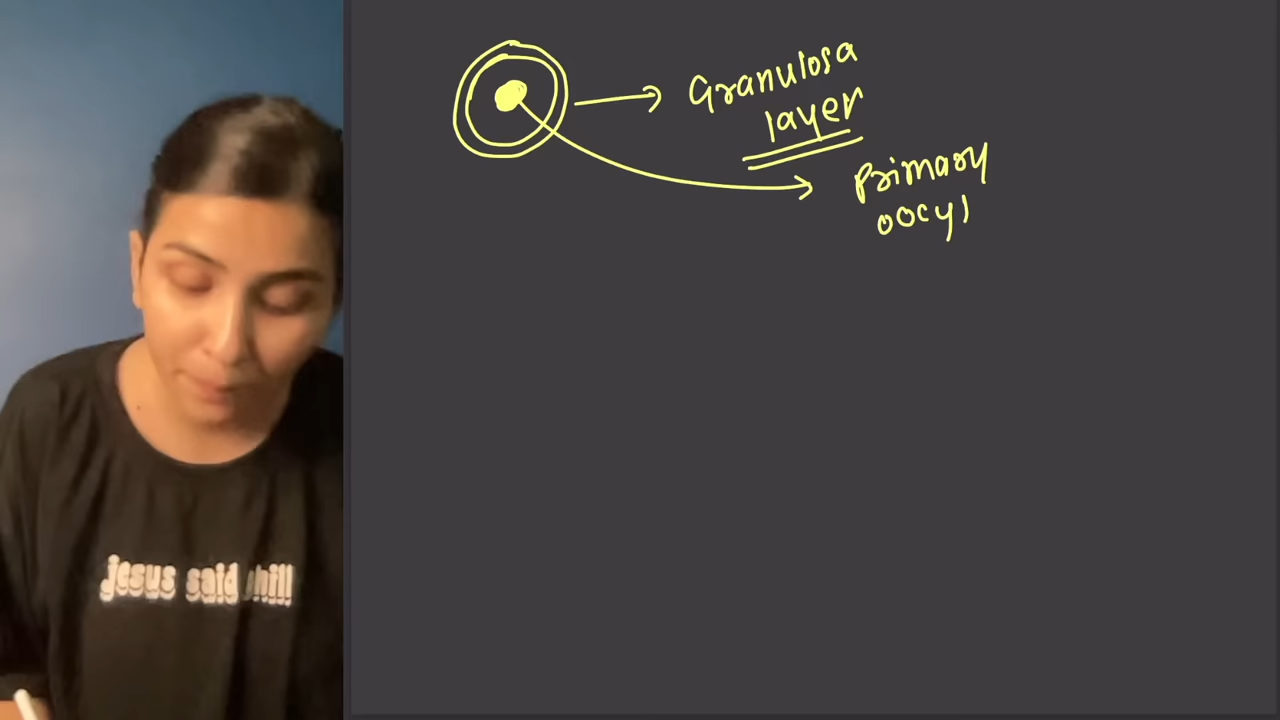 Granulosa
layer
Primary
oocyt
jesus said chill